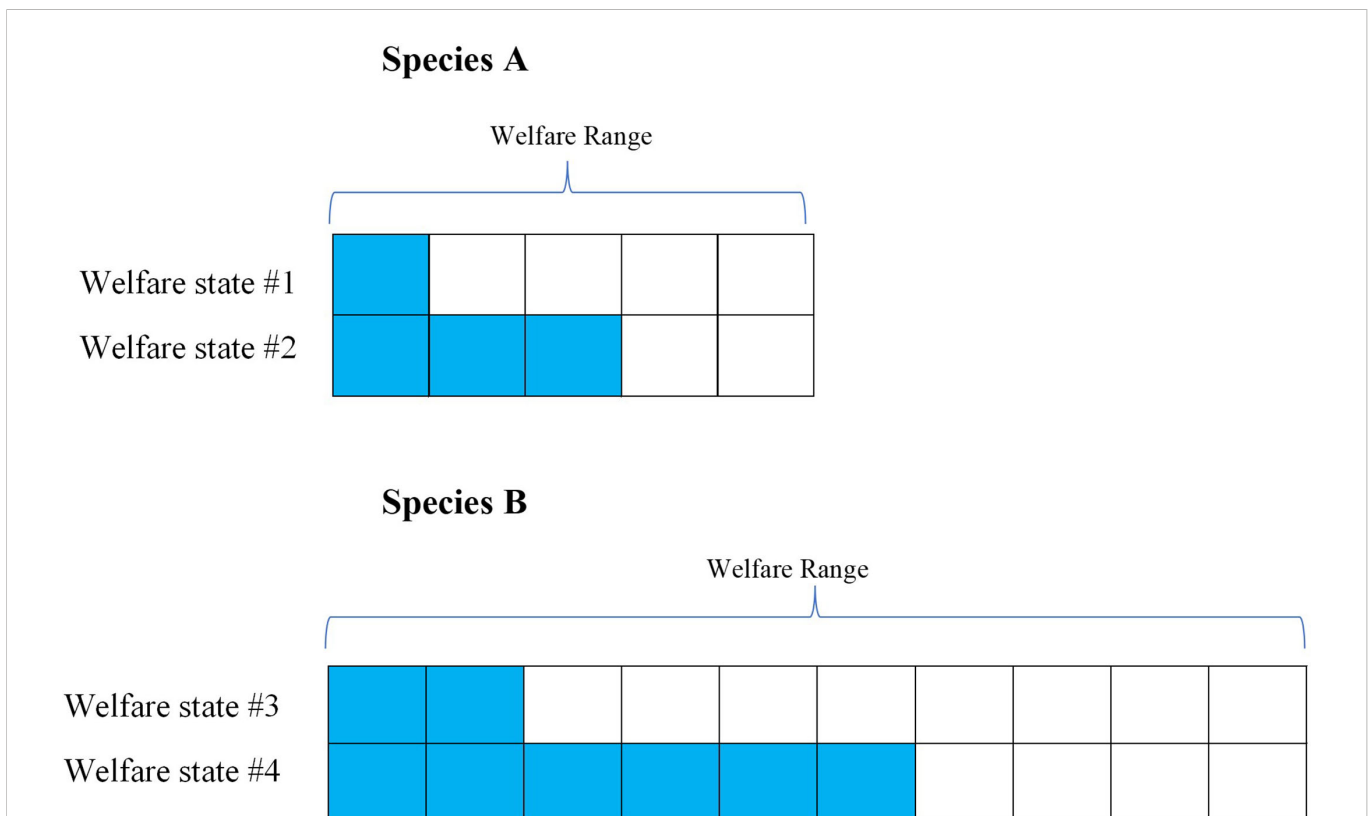 Species A
Welfare Range
Welfare state #1
Welfare state #2
Species B
Welfare Range
Welfare state #3
Welfare state #4